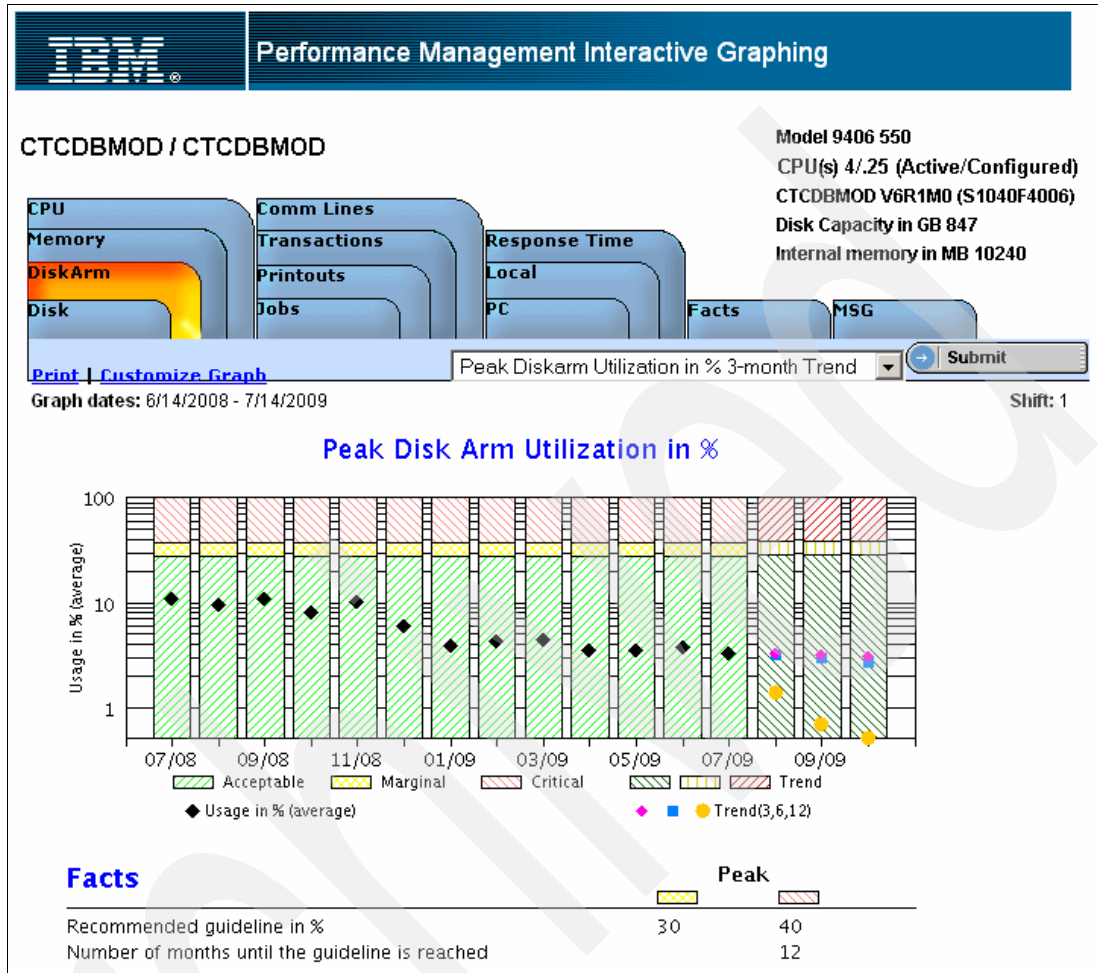 IBM®
Performance Management Interactive Graphing
CTCDBMOD / CTCDBMOD
Model 9406 550
CPU(s) 4/.25 (Active/Configured)
CTCDBMOD V6R1M0 (S1040F4006)
Disk Capacity in GB 847
Internal memory in MB 10240
CPU
Memory
DiskArm
Disk
Comm Lines
Transactions
Printouts
Jobs
Response Time
Local
PC
Facts
MSG
Print | Customize Graph
Peak Diskarm Utilization in % 3-month Trend
Submit
Graph dates: 6/14/2008 - 7/14/2009
Shift: 1
Peak Disk Arm Utilization in %
Usage in % (average)
100
10
1
07/08 09/08 11/08 01/09 03/09 05/09 07/09 09/09
Acceptable Marginal Critical Trend
Usage in % (average) Trend(3,6,12)
Facts
Peak
Recommended guideline in % 30 40
Number of months until the guideline is reached 12